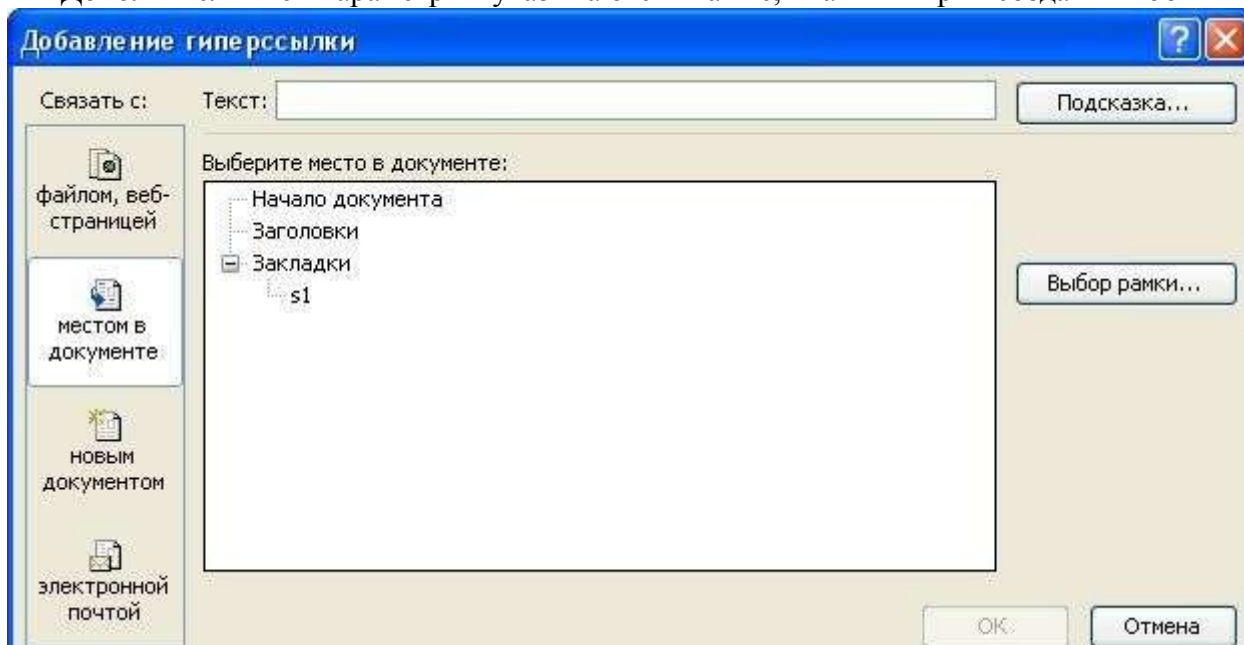 Добавление гиперссылки
Связать с:
Текст:
Подсказка...
файлом, веб-
страницей
местом в
документе
новым
документом
электронной
почтой
Выберите место в документе:
Начало документа
Заголовки
Закладки
s1
Выбор рамки...
ОК
Отмена